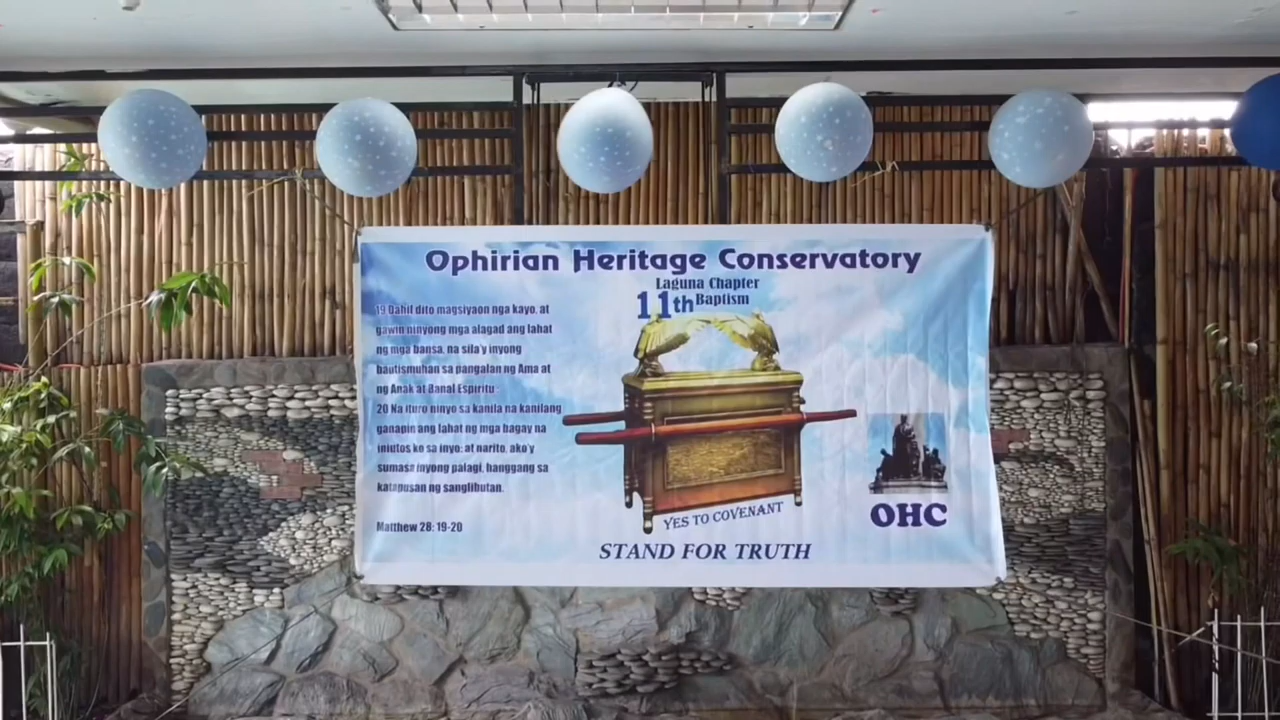 Ophirian Heritage Conservatory
Laguna Chapter
11th Baptism
19 Dahil dito magsiyaon nga kayo, at
gawin ninyong mga alagad ang lahat
ng mga bansa, na sila'y inyong
bautismuhan sa pangalan ng Ama at
ng Anak at Banal Espiritu:
20 Na ituro ninyo sa kanila na kanilang
ganapin ang lahat ng mga bagay na
iniutos ko sa inyo: at narito, ako'y
sumasa inyong palagi, hanggang sa
katapusan ng sanglibutan.
Matthew 28: 19-20
YES TO COVENANT
STAND FOR TRUTH
OHC